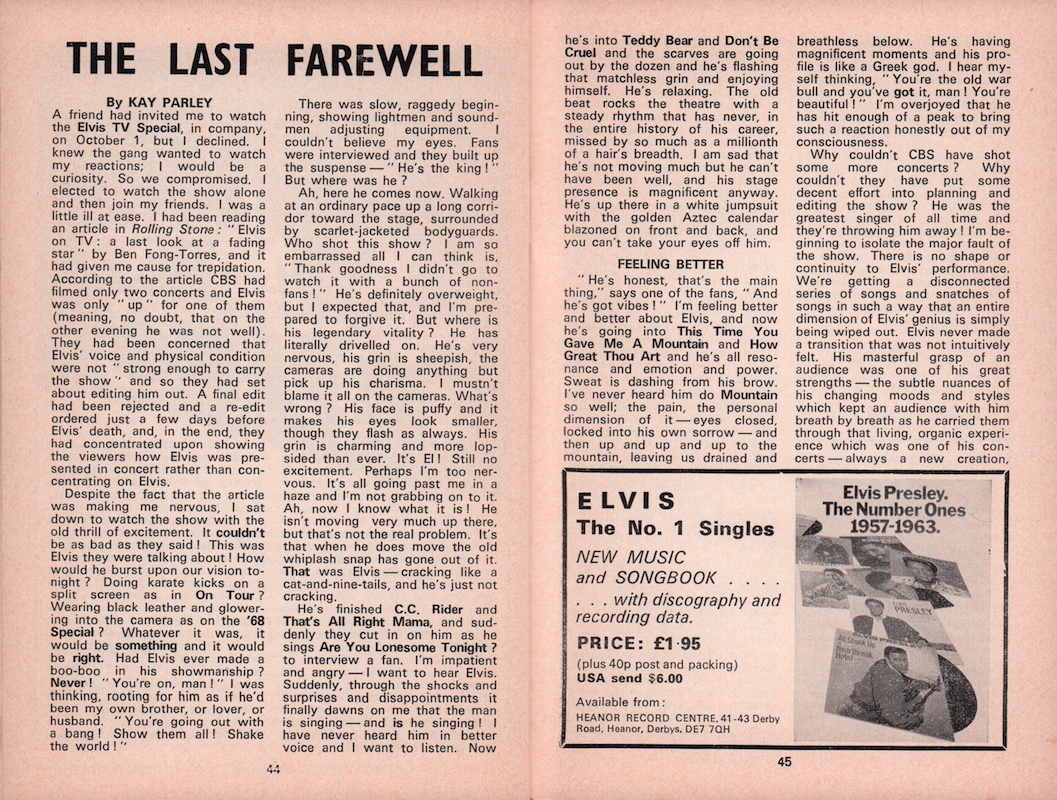 THE LAST FAREWELL
By KAY PARLEY
A friend had invited me to watch
the Elvis TV Special, in company,
on October 1, but I declined. I
knew the gang wanted to watch
my reactions; I would be a
curiosity. So we compromised. I
elected to watch the show alone
and then join my friends. I was a
little ill at ease. I had been reading
an article in Rolling Stone: "Elvis
on TV: a last look at a fading
star" by Ben Fong-Torres, and it
had given me cause for trepidation.
According to the article CBS had
filmed only two concerts and Elvis
was only "up" for one of them
(meaning, no doubt, that on the
other evening he was not well).
They had been concerned that
Elvis' voice and physical condition
were not "strong enough to carry
the show" and so they had set
about editing him out. A final edit
had been rejected and a re-edit
ordered just a few days before
Elvis' death, and, in the end, they
had concentrated upon showing
the viewers how Elvis was pre-
sented in concert rather than con-
centrating on Elvis.
Despite the fact that the article
was making me nervous, I sat
down to watch the show with the
old thrill of excitement. It couldn't
be as bad as they said! This was
Elvis they were talking about! How
would he burst upon our vision to-
night? Doing karate kicks on a
split screen as in On Tour?
Wearing black leather and glower-
ing into the camera as on the '68
Special? Whatever it was, it
would be something and it would
be right. Had Elvis ever made a
boo-boo in his showmanship?
Never! "You're on, man!" I was
thinking, rooting for him as if he'd
been my own brother, or lover, or
husband. "You're going out with
a bang! Show them all! Shake
the world!"
44
There was slow, raggedy begin-
ning, showing lightmen and sound-
men adjusting equipment. I
couldn't believe my eyes. Fans
were interviewed and they built up
the suspense — "He's the king!"
But where was he?
Ah, here he comes now. Walking
at an ordinary pace up a long corri-
dor toward the stage, surrounded
by scarlet-jacketed bodyguards.
Who shot this show? I am so
embarrassed all I can think is,
"Thank goodness I didn't go to
watch it with a bunch of non-
fans!" He's definitely overweight,
but I expected that, and I'm pre-
pared to forgive it. But where is
his legendary vitality? He has
literally drivelled on. He's very
nervous, his grin is sheepish, the
cameras are doing anything but
pick up his charisma. I mustn't
blame it all on the cameras. What's
wrong? His face is puffy and it
makes his eyes look smaller,
though they flash as always. His
grin is charming and more lop-
sided than ever. It's El! Still no
excitement. Perhaps I'm too ner-
vous. It's all going past me in a
haze and I'm not grabbing on to it.
Ah, now I know what it is! He
isn't moving very much up there,
but that's not the real problem. It's
that when he does move the old
whiplash snap has gone out of it.
That was Elvis — cracking like a
cat-and-nine-tails, and he's just not
cracking.
He's finished C.C. Rider and
That's All Right Mama, and sud-
denly they cut in on him as he
sings Are You Lonesome Tonight?
to interview a fan. I'm impatient
and angry — I want to hear Elvis.
Suddenly, through the shocks and
surprises and disappointments it
finally dawns on me that the man
is singing — and is he singing! I
have never heard him in better
voice and I want to listen. Now
he's into Teddy Bear and Don't Be
Cruel and the scarves are going
out by the dozen and he's flashing
that matchless grin and enjoying
himself. He's relaxing. The old
beat rocks the theatre with a
steady rhythm that has never, in
the entire history of his career,
missed by so much as a millionth
of a hair's breadth. I am sad that
he's not moving much but he can't
have been well, and his stage
presence is magnificent anyway.
He's up there in a white jumpsuit
with the golden Aztec calendar
blazoned on front and back, and
you can't take your eyes off him.
FEELING BETTER
"He's honest, that's the main
thing," says one of the fans, "And
he's got vibes!" I'm feeling better
and better about Elvis, and now
he's going into This Time You
Gave Me A Mountain and How
Great Thou Art and he's all reso-
nance and emotion and power.
Sweat is dashing from his brow.
I've never heard him do Mountain
so well; the pain, the personal
dimension of it — eyes closed,
locked into his own sorrow — and
then up and up and up to the
mountain, leaving us drained and
breathless below. He's having
magnificent moments and his pro-
file is like a Greek god. I hear my-
self thinking, "You're the old war
bull and you've got it, man! You're
beautiful!" I'm overjoyed that he
has hit enough of a peak to bring
such a reaction honestly out of my
consciousness.
Why couldn't CBS have shot
some more concerts? Why
couldn't they have put some
decent effort into planning and
editing the show? He was the
greatest singer of all time and
they're throwing him away! I'm be-
ginning to isolate the major fault of
the show. There is no shape or
continuity to Elvis' performance.
We're getting a disconnected
series of songs and snatches of
songs in such a way that an entire
dimension of Elvis' genius is simply
being wiped out. Elvis never made
a transition that was not intuitively
felt. His masterful grasp of an
audience was one of his great
strengths — the subtle nuances of
his changing moods and styles
which kept an audience with him
breath by breath as he carried them
through that living, organic experi-
ence which was one of his con-
certs — always a new creation,
ELVIS
The No. 1 Singles
NEW MUSIC
and SONGBOOK . . . .
. . . with discography and
recording data.
PRICE: £1·95
(plus 40p post and packing)
USA send $6.00
Available from:
HEANOR RECORD CENTRE, 41-43 Derby
Road, Heanor, Derbys. DE7 7QH
Elvis Presley.
The Number Ones
1957-1963.
PRESLEY
All Shook Up
Heartbreak
Hotel
45